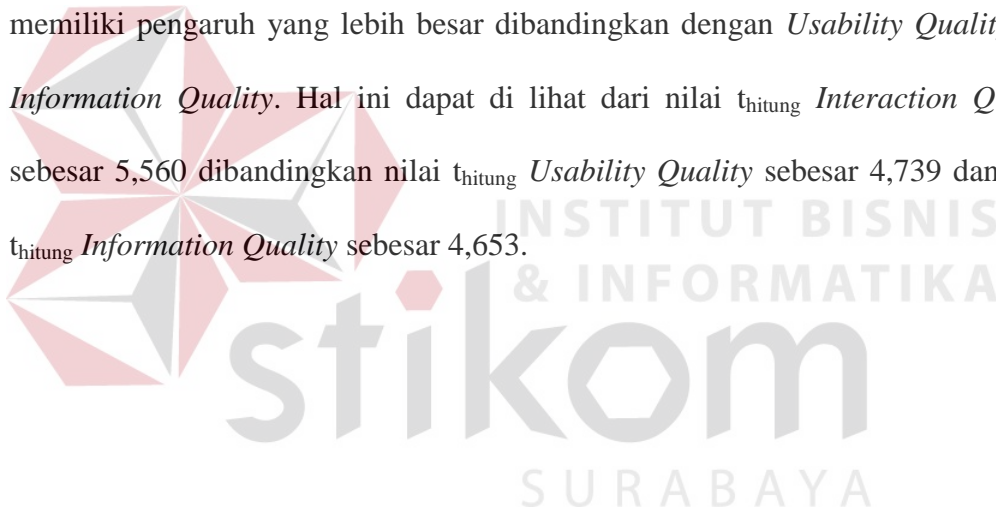 memiliki pengaruh yang lebih besar dibandingkan dengan Usability Quality
Information Quality. Hal ini dapat di lihat dari nilai thitung Interaction Q
sebesar 5,560 dibandingkan nilai thitung Usability Quality sebesar 4,739 dan
thitung Information Quality sebesar 4,653.
INSTITUT BISNIS
& INFORMATIKA
stikom
SURABAYA